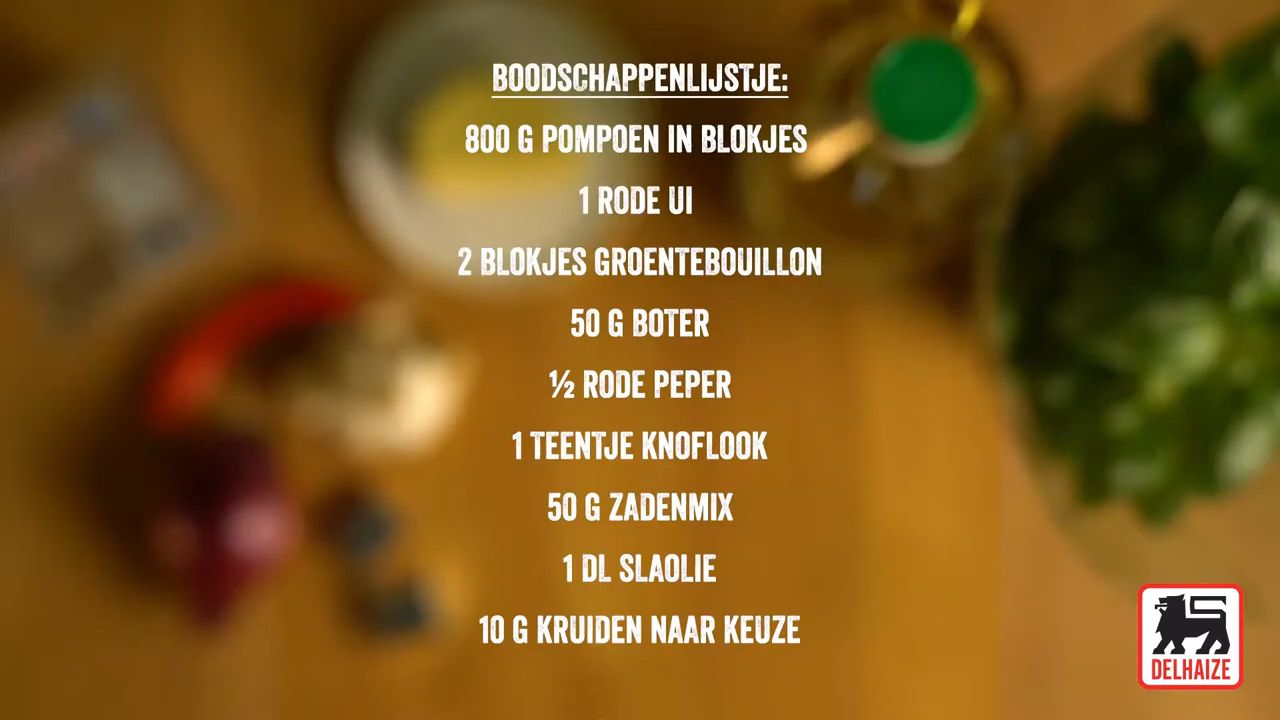 BOODSCHAPPENLIJSTJE:
800 G POMPOEN IN BLOKJES
1 RODE UI
2 BLOKJES GROENTEBOUILLON
50 G BOTER
½ RODE PEPER
1 TEENTJE KNOFLOOK
50 G ZADENMIX
1 DL SLAOLIE
10 G KRUIDEN NAAR KEUZE
DELHAIZE